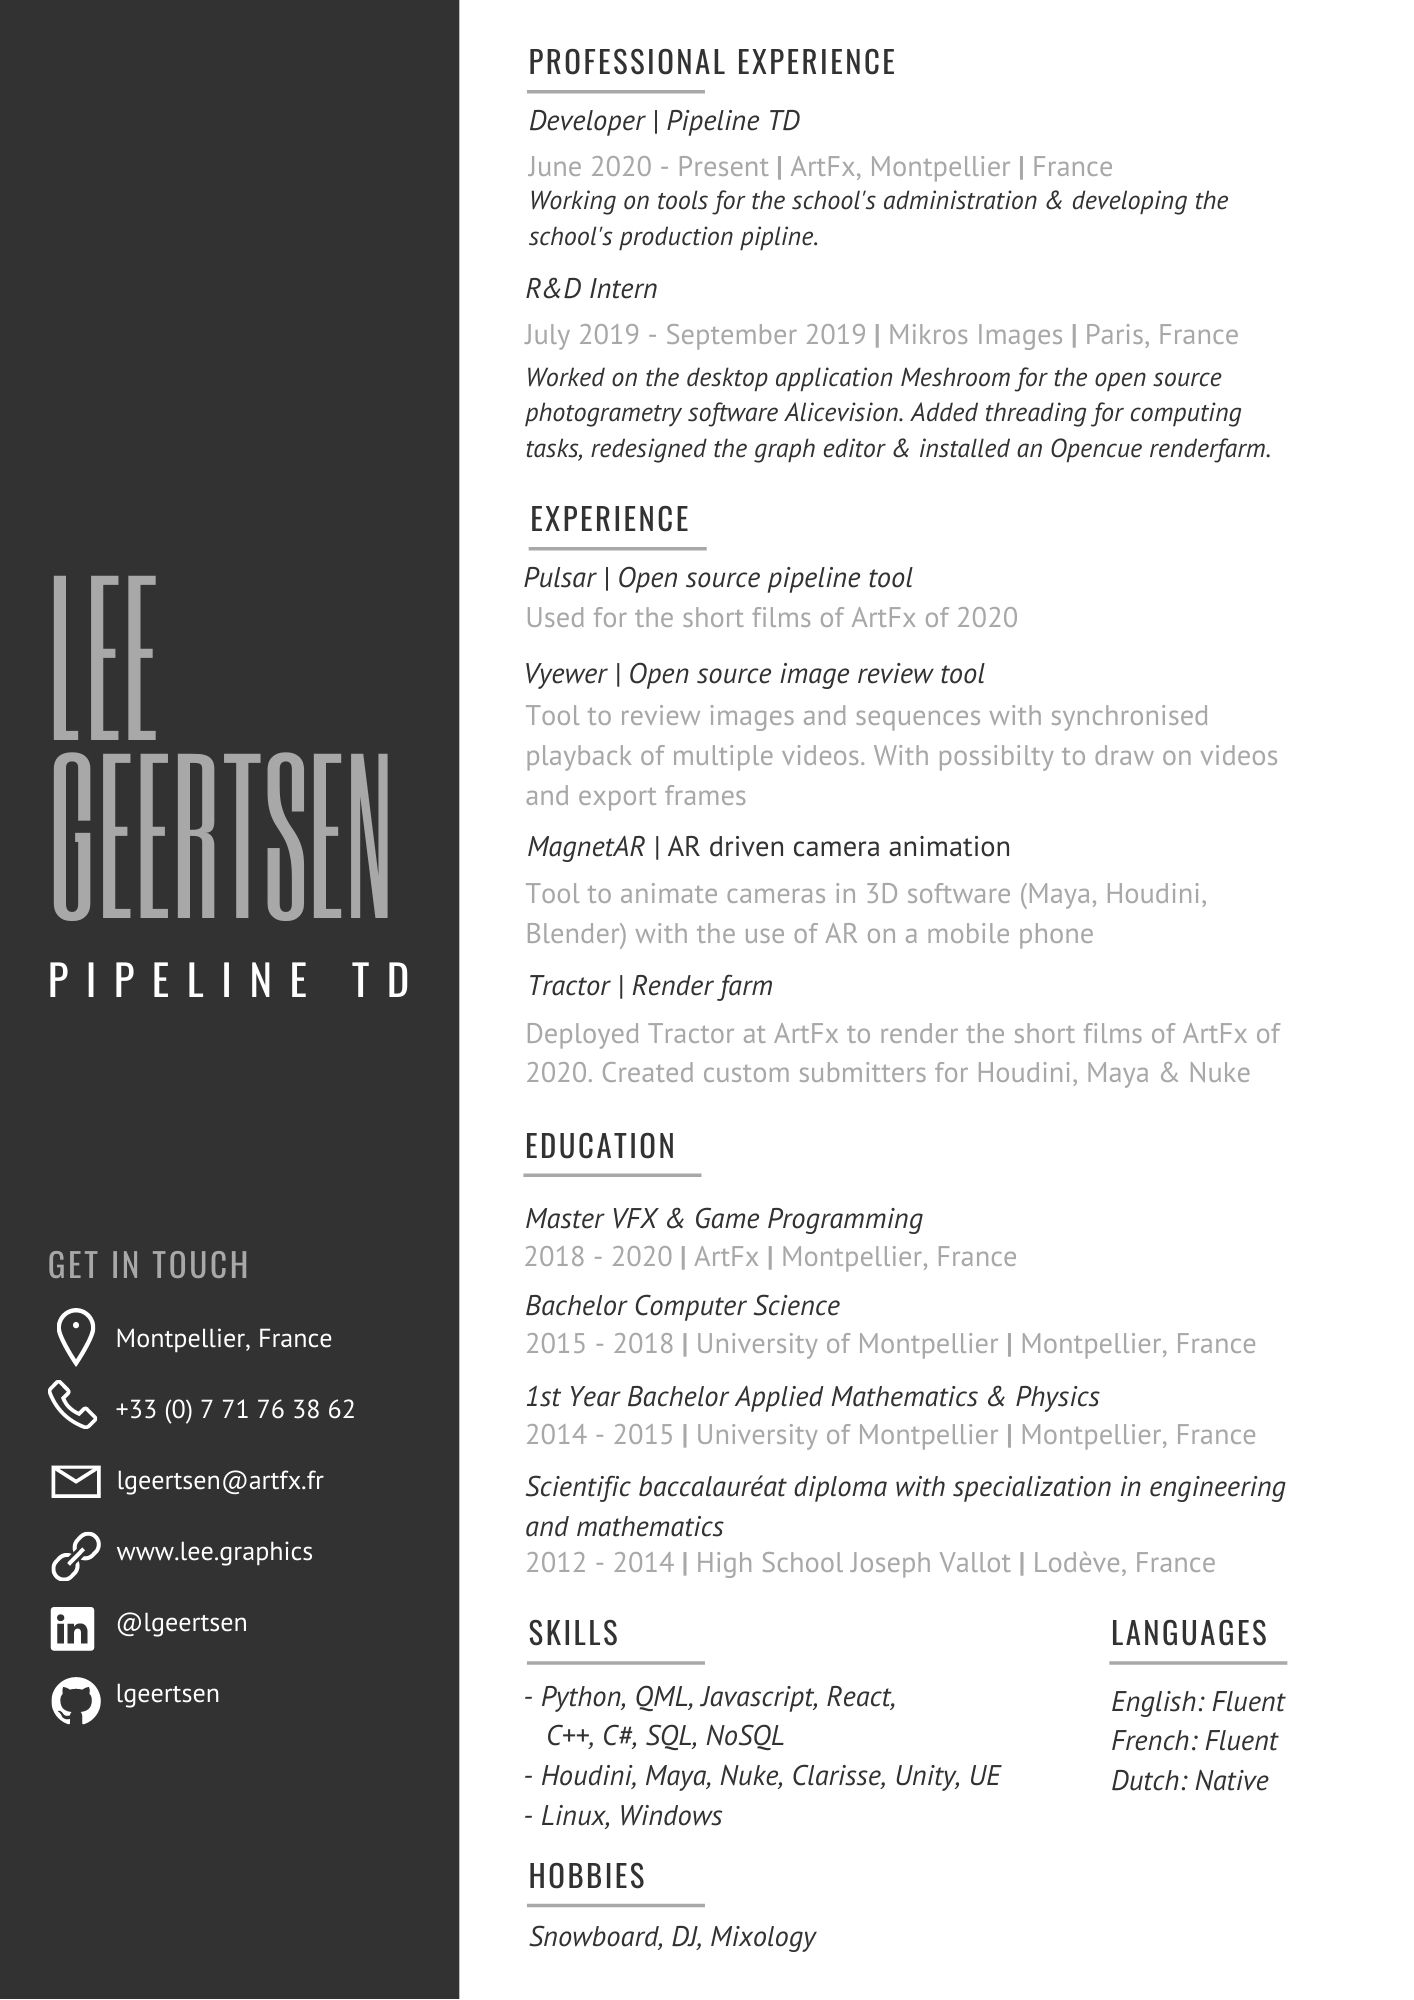 LEE
GEERTSEN
PIPELINE TD
GET IN TOUCH
Montpellier, France
+33 (0) 7 71 76 38 62
lgeertsen@artfx.fr
www.lee.graphics
in @lgeertsen
lgeertsen
PROFESSIONAL EXPERIENCE
Developer | Pipeline TD
June 2020 - Present | ArtFx, Montpellier | France
Working on tools for the school's administration & developing the
school's production pipline.
R&D Intern
July 2019 - September 2019 | Mikros Images | Paris, France
Worked on the desktop application Meshroom for the open source
photogrametry software Alicevision. Added threading for computing
tasks, redesigned the graph editor & installed an Opencue renderfarm.
EXPERIENCE
Pulsar | Open source pipeline tool
Used for the short films of ArtFx of 2020
Vyewer | Open source image review tool
Tool to review images and sequences with synchronised
playback of multiple videos. With possibilty to draw on videos
and export frames
MagnetAR | AR driven camera animation
Tool to animate cameras in 3D software (Maya, Houdini,
Blender) with the use of AR on a mobile phone
Tractor | Render farm
Deployed Tractor at ArtFx to render the short films of ArtFx of
2020. Created custom submitters for Houdini, Maya & Nuke
EDUCATION
Master VFX & Game Programming
2018 - 2020 | ArtFx | Montpellier, France
Bachelor Computer Science
2015 - 2018 | University of Montpellier | Montpellier, France
1st Year Bachelor Applied Mathematics & Physics
2014 - 2015 | University of Montpellier | Montpellier, France
Scientific baccalauréat diploma with specialization in engineering
and mathematics
2012 - 2014 | High School Joseph Vallot | Lodève, France
SKILLS
- Python, QML, Javascript, React,
C++, C#, SQL, NoSQL
- Houdini, Maya, Nuke, Clarisse, Unity, UE
- Linux, Windows
LANGUAGES
English: Fluent
French: Fluent
Dutch: Native
HOBBIES
Snowboard, DJ, Mixology